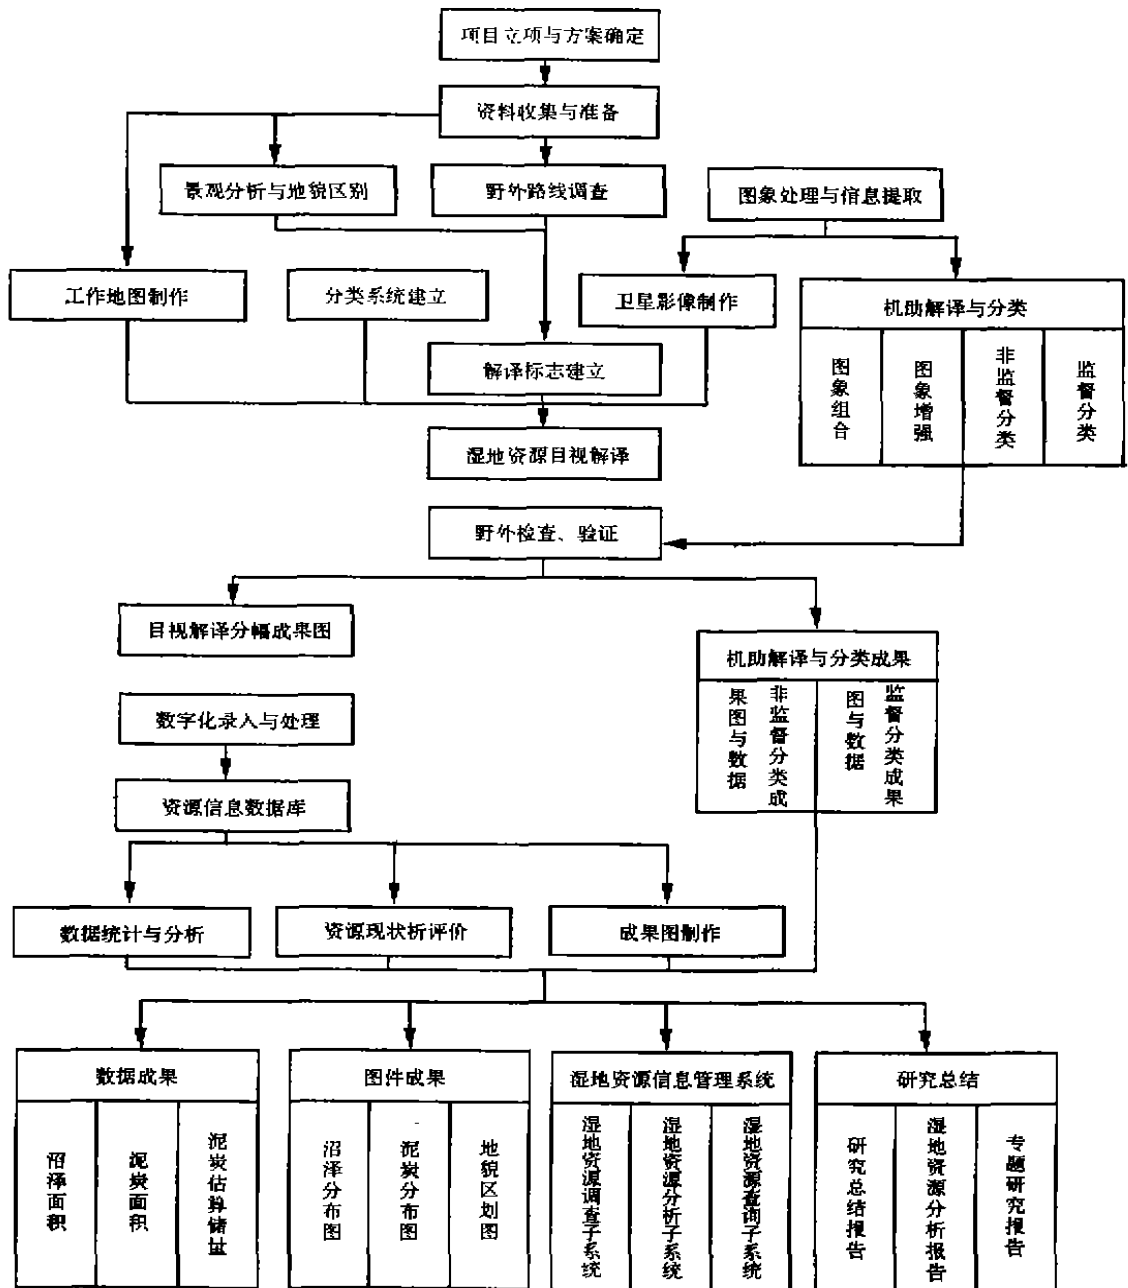 项目立项与方案确定
资料收集与准备
景观分析与地貌区别
野外路线调查
图象处理与信息提取
工作地图制作
分类系统建立
卫星影像制作
机助解译与分类
图象组合
图象增强
非监督分类
监督分类
解译标志建立
湿地资源目视解译
野外检查、验证
目视解译分幅成果图
机助解译与分类成果
非监督分类成
果图与数据
监督分类成果
图与数据
数字化录入与处理
资源信息数据库
数据统计与分析
资源现状析评价
成果图制作
数据成果
沼泽面积
泥炭面积
泥炭估算储量
图件成果
沼泽分布图
泥炭分布图
地貌区划图
湿地资源信息管理系统
湿地资源调查子系统
湿地资源分析子系统
湿地资源查询子系统
研究总结
研究总结报告
湿地资源分析报告
专题研究报告